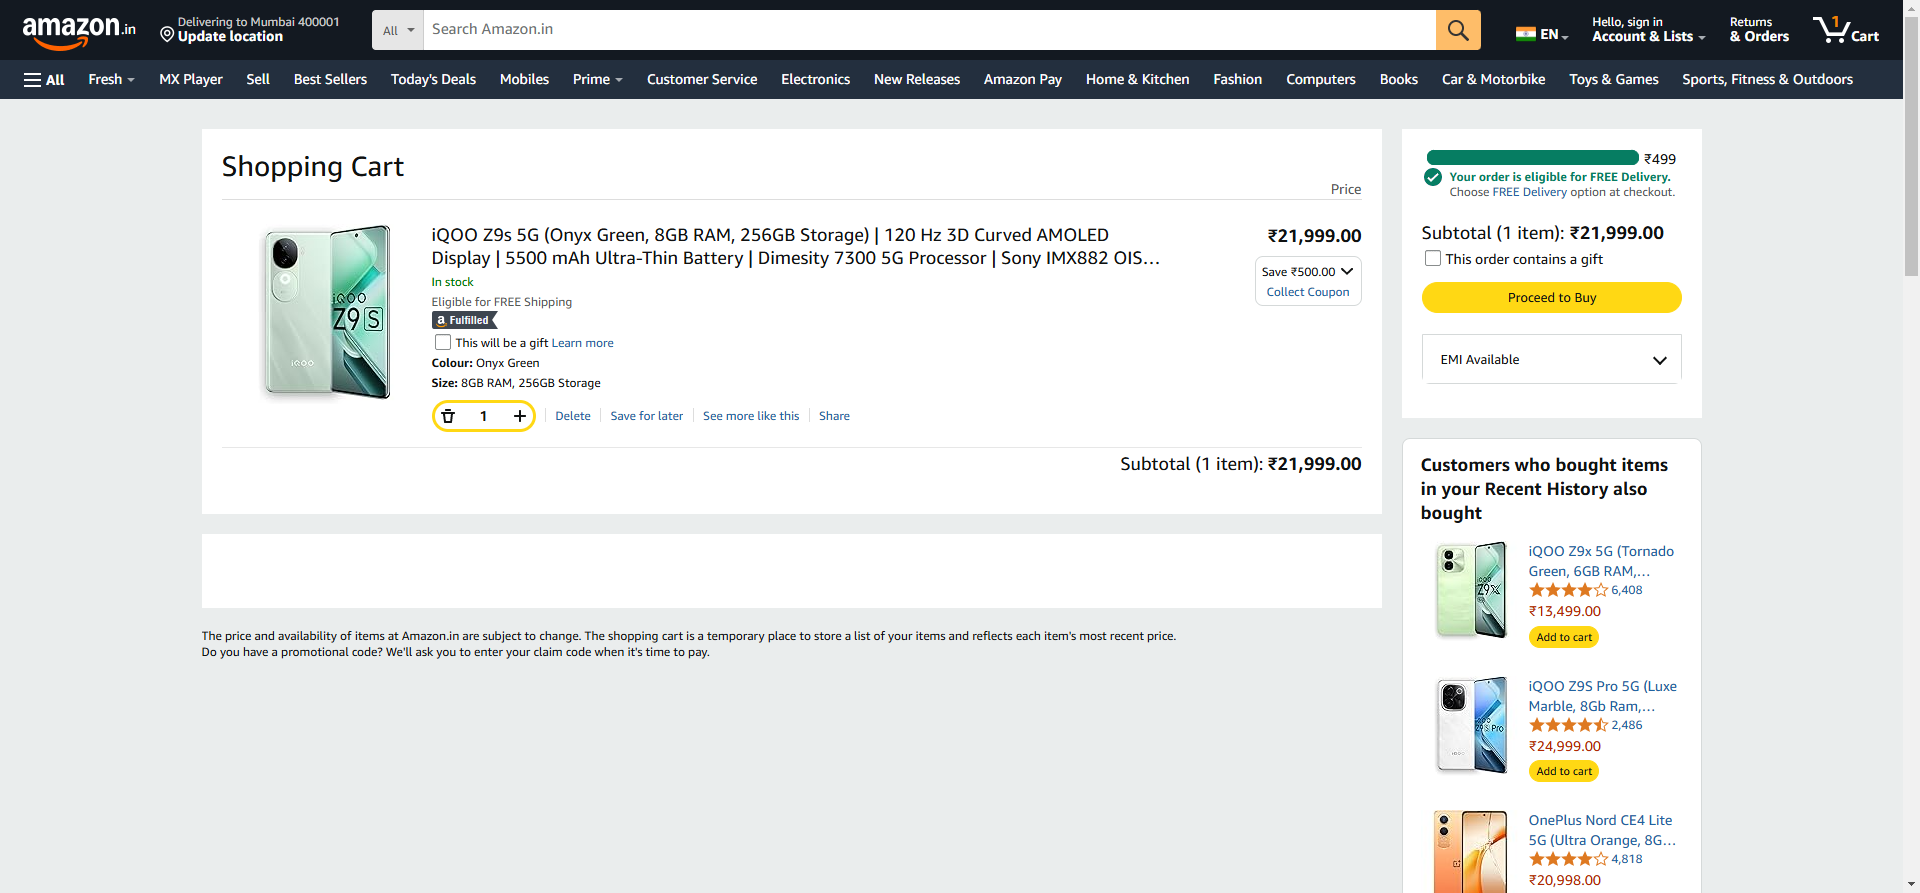 amazon.in
Delivering to Mumbai 400001
Update location
All
Search Amazon.in
EN
Hello, sign in
Account & Lists
Returns
& Orders
1
Cart
All
Fresh
MX Player
Sell
Best Sellers
Today's Deals
Mobiles
Prime
Customer Service
Electronics
New Releases
Amazon Pay
Home & Kitchen
Fashion
Computers
Books
Car & Motorbike
Toys & Games
Sports, Fitness & Outdoors
Shopping Cart
Price
iQOO
Z9S
iQOO
iQOO Z9s 5G (Onyx Green, 8GB RAM, 256GB Storage) | 120 Hz 3D Curved AMOLED
Display | 5500 mAh Ultra-Thin Battery | Dimesity 7300 5G Processor | Sony IMX882 OIS…
In stock
Eligible for FREE Shipping
a Fulfilled
This will be a gift Learn more
Colour: Onyx Green
Size: 8GB RAM, 256GB Storage
1
Delete
Save for later
See more like this
Share
₹21,999.00
Save ₹500.00
Collect Coupon
Subtotal (1 item): ₹21,999.00
The price and availability of items at Amazon.in are subject to change. The shopping cart is a temporary place to store a list of your items and reflects each item's most recent price.
Do you have a promotional code? We'll ask you to enter your claim code when it's time to pay.
₹499
Your order is eligible for FREE Delivery.
Choose FREE Delivery option at checkout.
Subtotal (1 item): ₹21,999.00
This order contains a gift
Proceed to Buy
EMI Available
Customers who bought items
in your Recent History also
bought
iQOO
Z9X
iQOO Z9x 5G (Tornado
Green, 6GB RAM,…
6,408
₹13,499.00
Add to cart
iQOO
Z9S Pro
iQOO Z9S Pro 5G (Luxe
Marble, 8Gb Ram,…
2,486
₹24,999.00
Add to cart
OnePlus Nord CE4 Lite
5G (Ultra Orange, 8G…
4,818
₹20,998.00